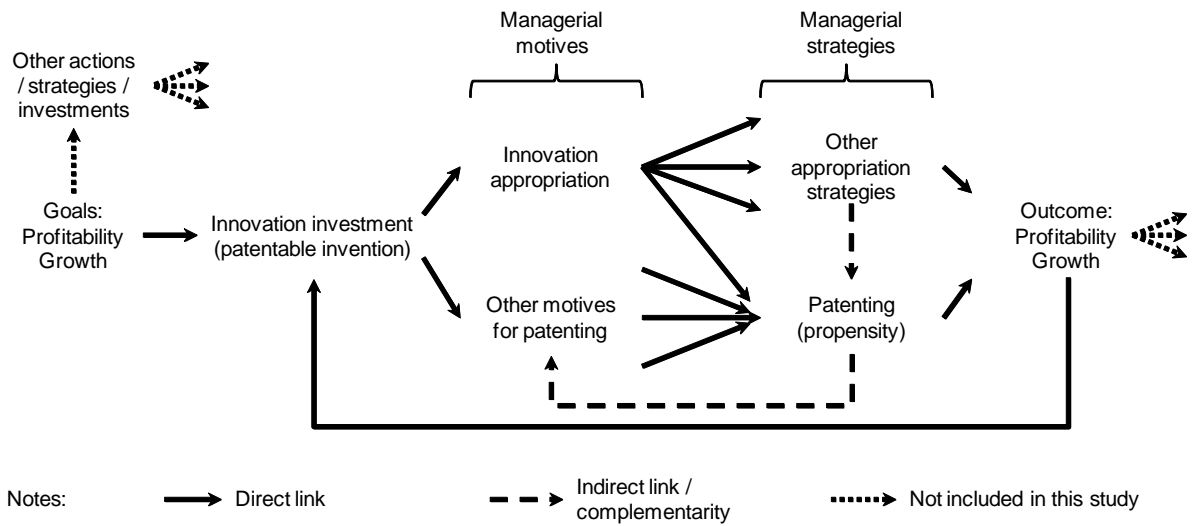 Managerial
motives
Managerial
strategies
Other actions
/ strategies /
investments
Innovation
appropriation
Other
appropriation
strategies
Goals:
Profitability
Growth
Innovation investment
(patentable invention)
Outcome:
Profitability
Growth
Other motives
for patenting
Patenting
(propensity)
Notes:
Direct link
Indirect link /
complementarity
Not included in this study